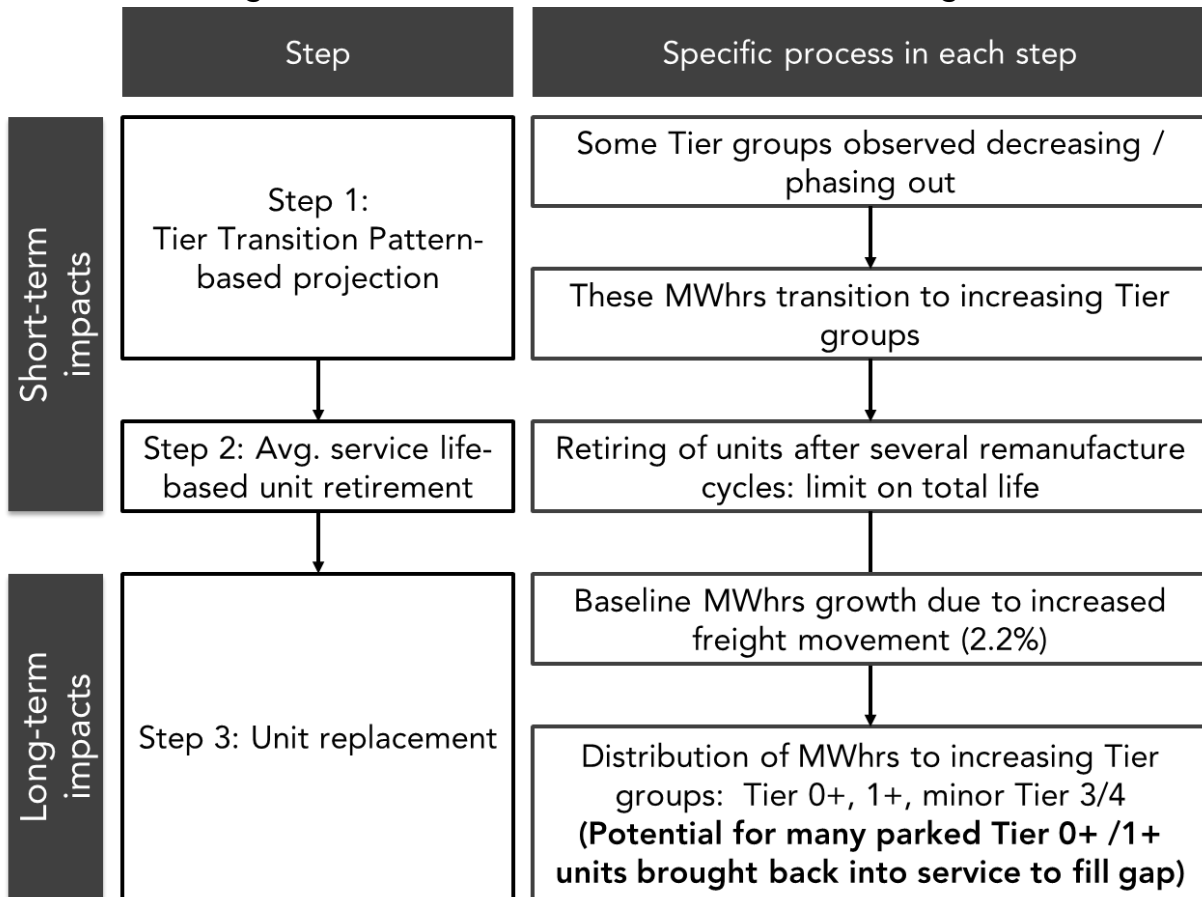 Step
Specific process in each step
Short-term
impacts
Step 1:
Tier Transition Pattern-
based projection
Some Tier groups observed decreasing /
phasing out
These MWhrs transition to increasing Tier
groups
Step 2: Avg. service life-
based unit retirement
Retiring of units after several remanufacture
cycles: limit on total life
Long-term
impacts
Step 3: Unit replacement
Baseline MWhrs growth due to increased
freight movement (2.2%)
Distribution of MWhrs to increasing Tier
groups: Tier 0+, 1+, minor Tier 3/4
(Potential for many parked Tier 0+ /1+
units brought back into service to fill gap)